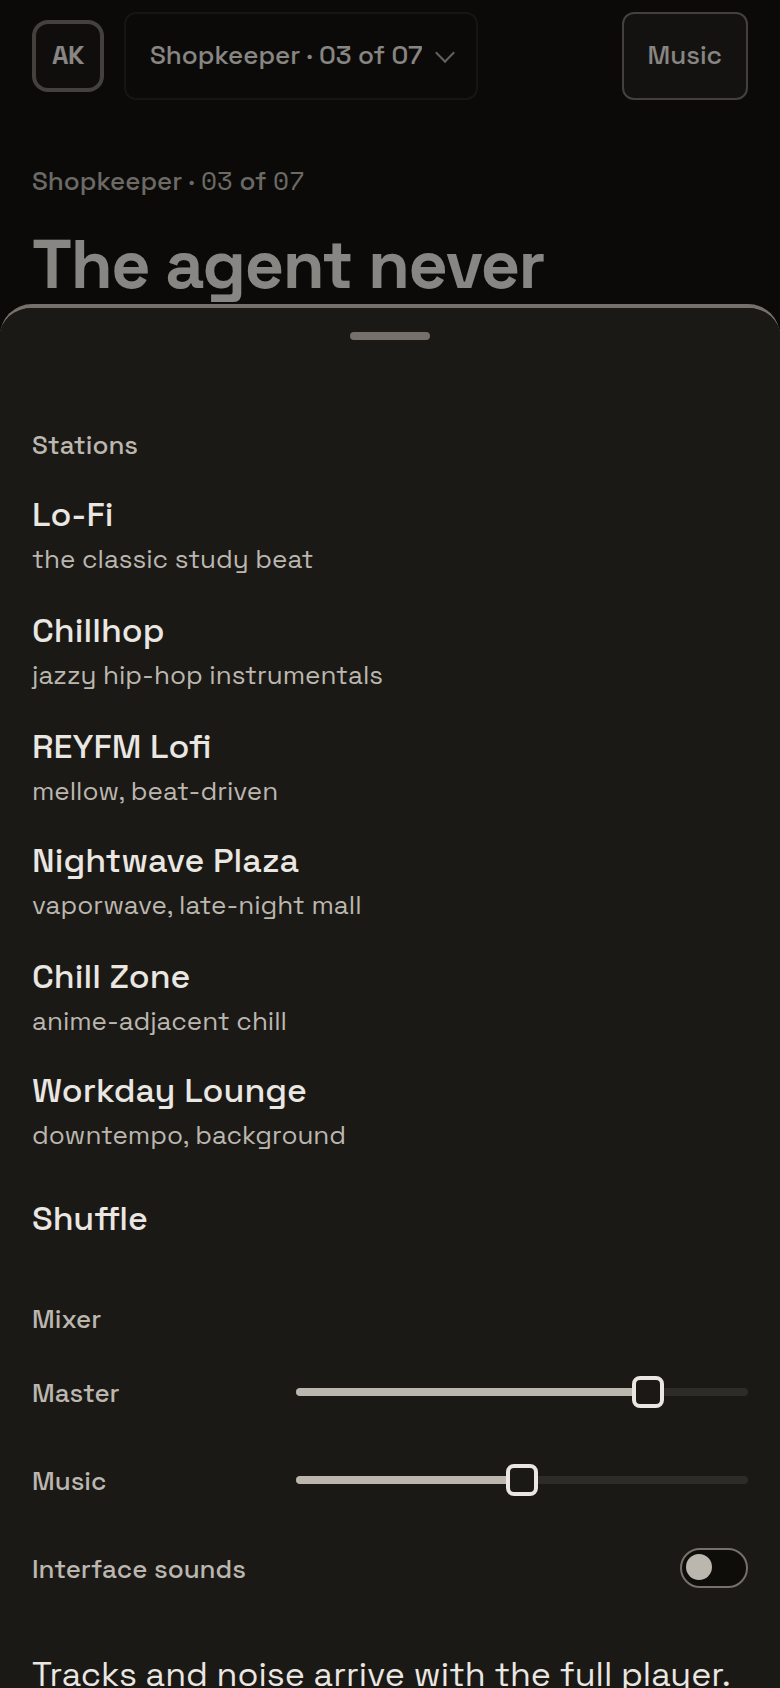 AK
Shopkeeper · 03 of 07
Music
Shopkeeper · 03 of 07
The agent never
Stations
Lo-Fi
the classic study beat
Chillhop
jazzy hip-hop instrumentals
REYFM Lofi
mellow, beat-driven
Nightwave Plaza
vaporwave, late-night mall
Chill Zone
anime-adjacent chill
Workday Lounge
downtempo, background
Shuffle
Mixer
Master
Music
Interface sounds
Tracks and noise arrive with the full player.